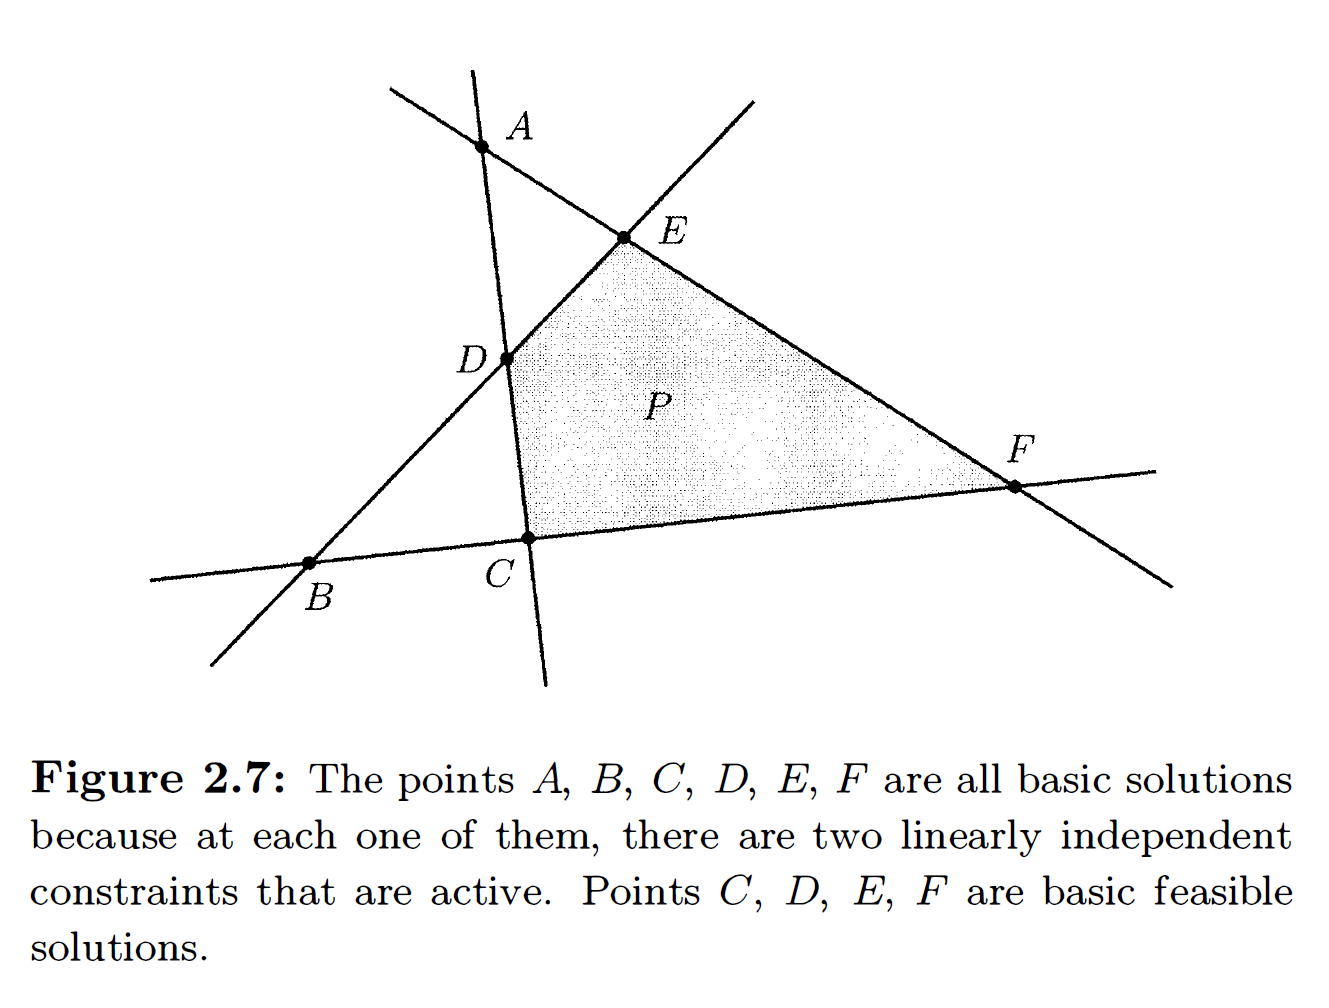 A
E
D
P
F
C
B
Figure 2.7: The points A, B, C, D, E, F are all basic solutions
because at each one of them, there are two linearly independent
constraints that are active. Points C, D, E, F are basic feasible
solutions.